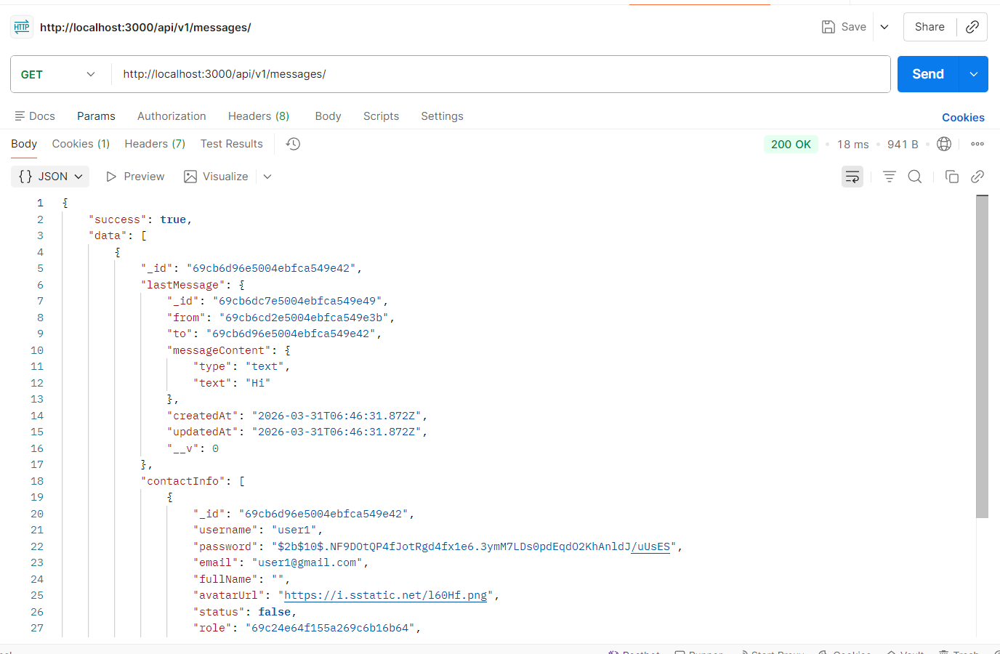 HTTP http://localhost:3000/api/v1/messages/ Save Share
GET http://localhost:3000/api/v1/messages/ Send
Docs Params Authorization Headers (8) Body Scripts Settings Cookies
Body Cookies (1) Headers (7) Test Results 200 OK 18 ms 941 B
{} JSON Preview Visualize
1 {
2 "success": true,
3 "data": [
4 {
5 "_id": "69cb6d96e5004ebfca549e42",
6 "lastMessage": {
7 "_id": "69cb6dc7e5004ebfca549e49",
8 "from": "69cb6cd2e5004ebfca549e3b",
9 "to": "69cb6d96e5004ebfca549e42",
10 "messageContent": {
11 "type": "text",
12 "text": "Hi"
13 },
14 "createdAt": "2026-03-31T06:46:31.872Z",
15 "updatedAt": "2026-03-31T06:46:31.872Z",
16 "__v": 0
17 },
18 "contactInfo": [
19 {
20 "_id": "69cb6d96e5004ebfca549e42",
21 "username": "user1",
22 "password": "$2b$10$.NF9DOtQP4fJotRgd4fx1e6.3ymM7LDs0pdEqdO2KhAnldJ/uUsES",
23 "email": "user1@gmail.com",
24 "fullName": "",
25 "avatarUrl": "https://i.sstatic.net/l60Hf.png",
26 "status": false,
27 "role": "69c24e64f155a269c6b16b64",